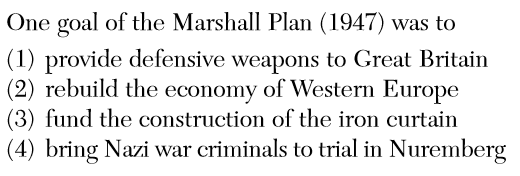 One goal of the Marshall Plan (1947) was to
(1) provide defensive weapons to Great Britain
(2) rebuild the economy of Western Europe
(3) fund the construction of the iron curtain
(4) bring Nazi war criminals to trial in Nuremberg